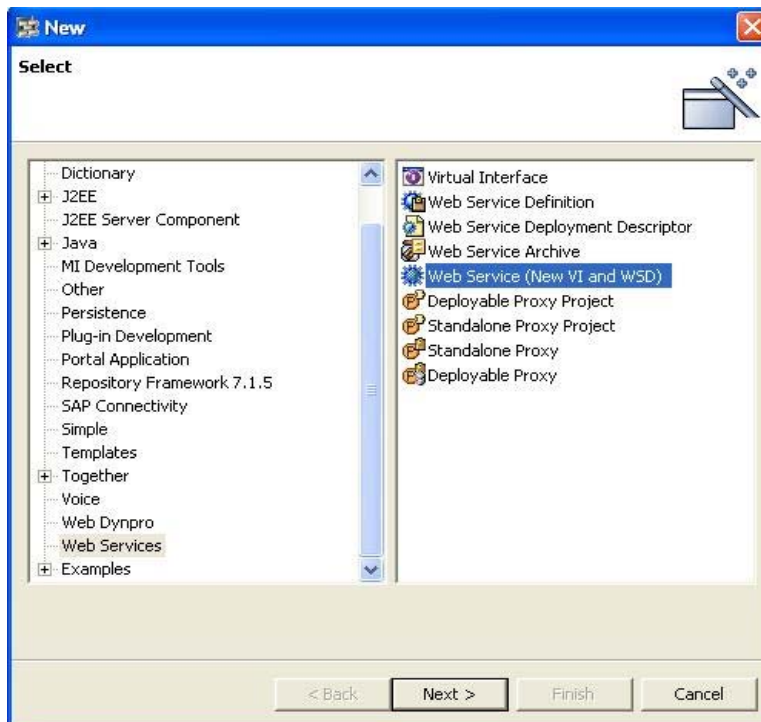 New
Select
Dictionary
J2EE
J2EE Server Component
Java
MI Development Tools
Other
Persistence
Plug-in Development
Portal Application
Repository Framework 7.1.5
SAP Connectivity
Simple
Templates
Together
Voice
Web Dynpro
Web Services
Examples
Virtual Interface
Web Service Definition
Web Service Deployment Descriptor
Web Service Archive
Web Service (New VI and WSD)
Deployable Proxy Project
Standalone Proxy Project
Standalone Proxy
Deployable Proxy
< Back
Next >
Finish
Cancel